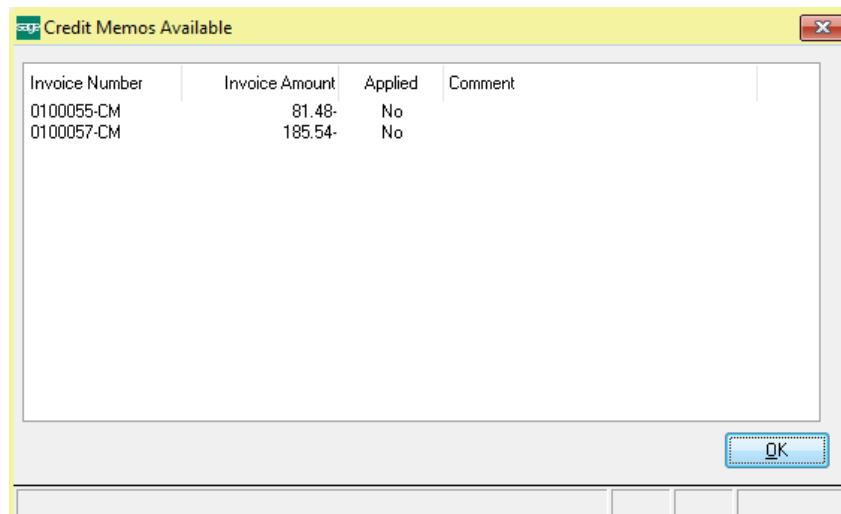 sage Credit Memos Available
Invoice Number Invoice Amount Applied Comment
0100055-CM 81.48- No
0100057-CM 185.54- No
OK